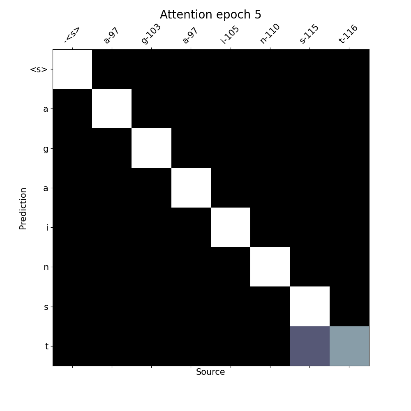 Attention epoch 5
-<s>
a-97
g-103
a-97
i-105
n-110
s-115
t-116
<s>
a
g
a
i
n
s
t
Prediction
Source